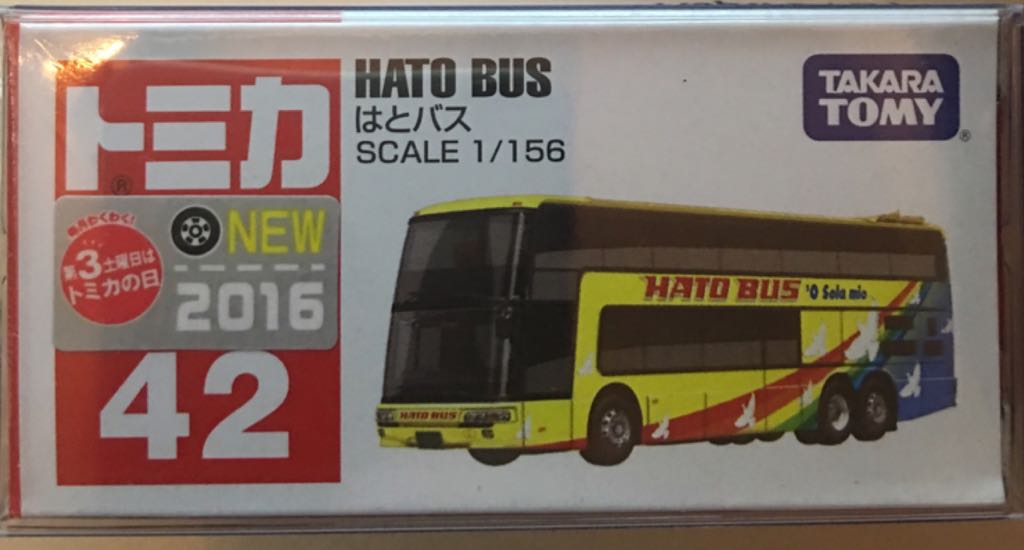 トミカ
®
毎月わくわく!
第3土曜日は
トミカの日
NEW
2016
42
HATO BUS
はとバス
SCALE 1/156
TAKARA
TOMY
®
HATO BUS 'O Sola mio
HATO BUS